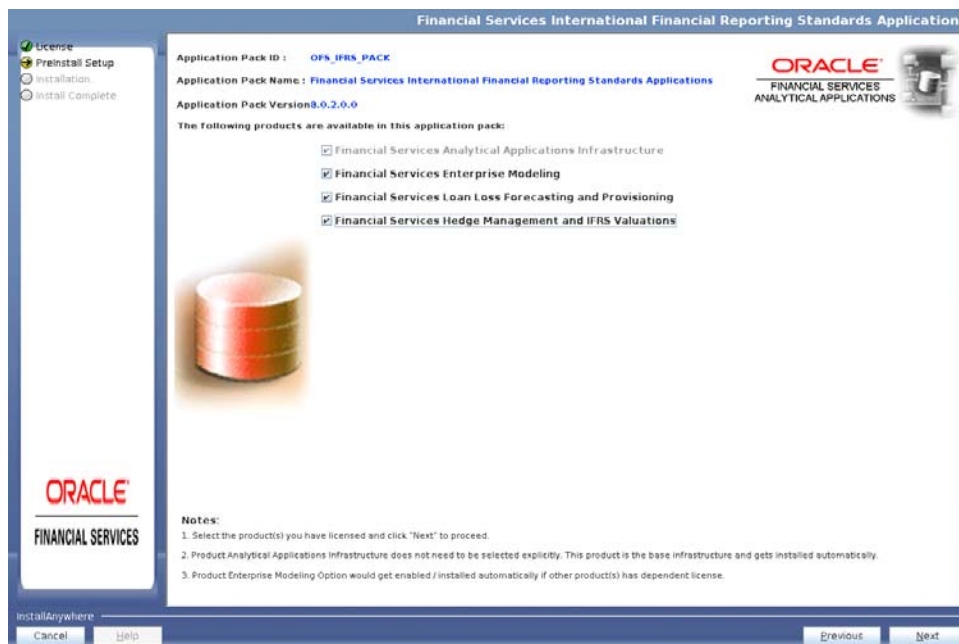 Financial Services International Financial Reporting Standards Application
License
Preinstall Setup
Installation.
Install Complete
Application Pack ID : OFS_IFRS_PACK
Application Pack Name : Financial Services International Financial Reporting Standards Applications
Application Pack Version8.0.2.0.0
The following products are available in this application pack:
ORACLE
FINANCIAL SERVICES
ANALYTICAL APPLICATIONS
Financial Services Analytical Applications Infrastructure
Financial Services Enterprise Modeling
Financial Services Loan Loss Forecasting and Provisioning
Financial Services Hedge Management and IFRS Valuations
ORACLE
FINANCIAL SERVICES
Notes:
1. Select the product(s) you have licensed and click "Next" to proceed.
2. Product Analytical Applications Infrastructure does not need to be selected explicitly. This product is the base infrastructure and gets installed automatically.
3. Product Enterprise Modeling Option would get enabled / installed automatically if other product(s) has dependent license.
InstallAnywhere
Cancel
Help
Previous
Next